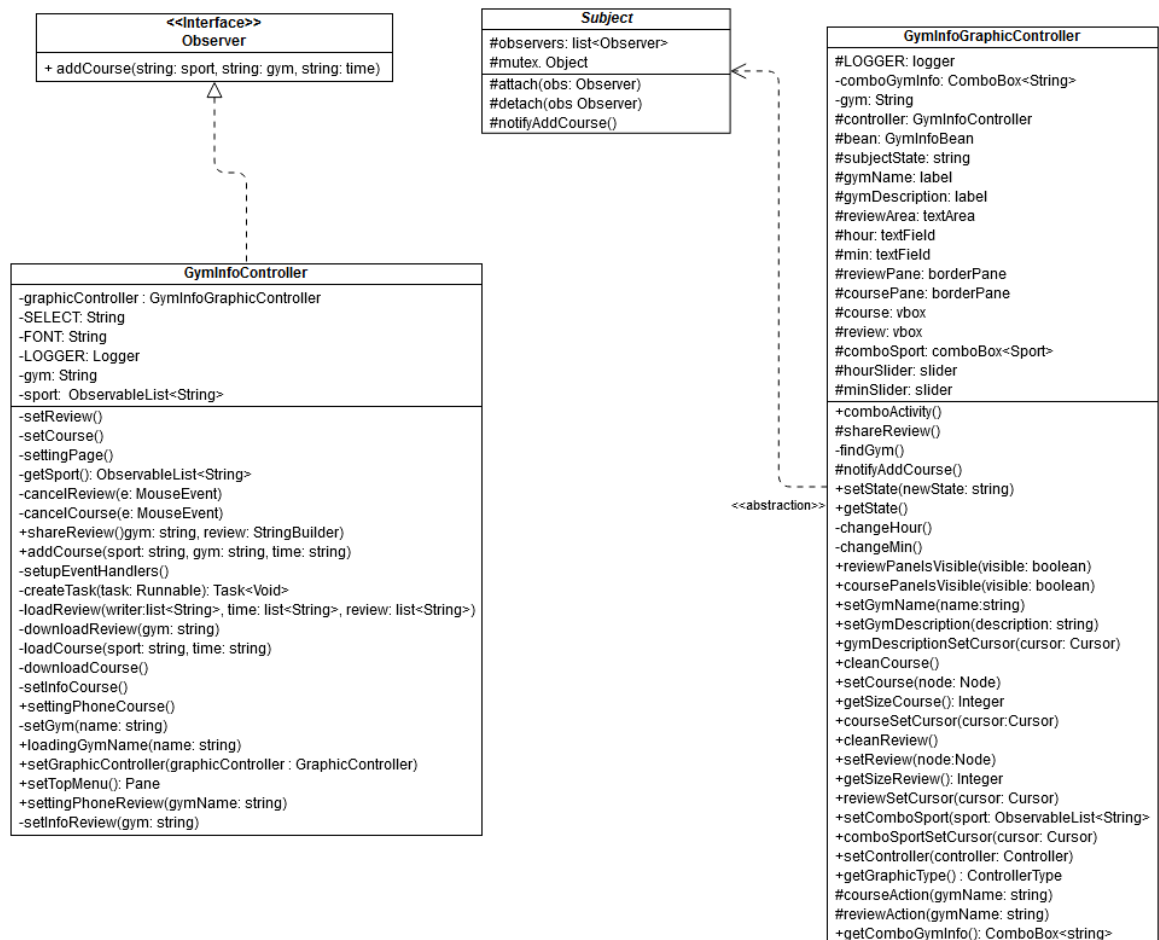 <<Interface>>
Observer
+ addCourse(string: sport, string: gym, string: time)
Subject
#observers: list<Observer>
#mutex. Object
#attach(obs: Observer)
#detach(obs Observer)
#notifyAddCourse()
GymInfoController
-graphicController : GymInfoGraphicController
-SELECT: String
-FONT: String
-LOGGER: Logger
-gym: String
-sport: ObservableList<String>
-setReview()
-setCourse()
-settingPage()
-getSport(): ObservableList<String>
-cancelReview(e: MouseEvent)
-cancelCourse(e: MouseEvent)
+shareReview()gym: string, review: StringBuilder)
+addCourse(sport: string, gym: string, time: string)
-setupEventHandlers()
-createTask(task: Runnable): Task<Void>
-loadReview(writer:list<String>, time: list<String>, review: list<String>)
-downloadReview(gym: string)
-loadCourse(sport: string, time: string)
-downloadCourse()
-setInfoCourse()
+settingPhoneCourse()
-setGym(name: string)
+loadingGymName(name: string)
+setGraphicController(graphicController : GraphicController)
+setTopMenu(): Pane
+settingPhoneReview(gymName: string)
-setInfoReview(gym: string)
<<abstraction>>
GymInfoGraphicController
#LOGGER: logger
-comboGymInfo: ComboBox<String>
-gym: String
#controller: GymInfoController
#bean: GymInfoBean
#subjectState: string
#gymName: label
#gymDescription: label
#reviewArea: textArea
#hour: textField
#min: textField
#reviewPane: borderPane
#coursePane: borderPane
#course: vbox
#review: vbox
#comboSport: comboBox<Sport>
#hourSlider: slider
#minSlider: slider
+comboActivity()
#shareReview()
-findGym()
#notifyAddCourse()
+setState(newState: string)
+getState()
-changeHour()
-changeMin()
+reviewPanelsVisible(visible: boolean)
+coursePanelsVisible(visible: boolean)
+setGymName(name:string)
+setGymDescription(description: string)
+gymDescriptionSetCursor(cursor: Cursor)
+cleanCourse()
+setCourse(node: Node)
+getSizeCourse(): Integer
+courseSetCursor(cursor:Cursor)
+cleanReview()
+setReview(node:Node)
+getSizeReview(): Integer
+reviewSetCursor(cursor: Cursor)
+setComboSport(sport: ObservableList<String>
+comboSportSetCursor(cursor: Cursor)
+setController(controller: Controller)
+getGraphicType() : ControllerType
#courseAction(gymName: string)
#reviewAction(gymName: string)
+getComboGymInfo(): ComboBox<string>